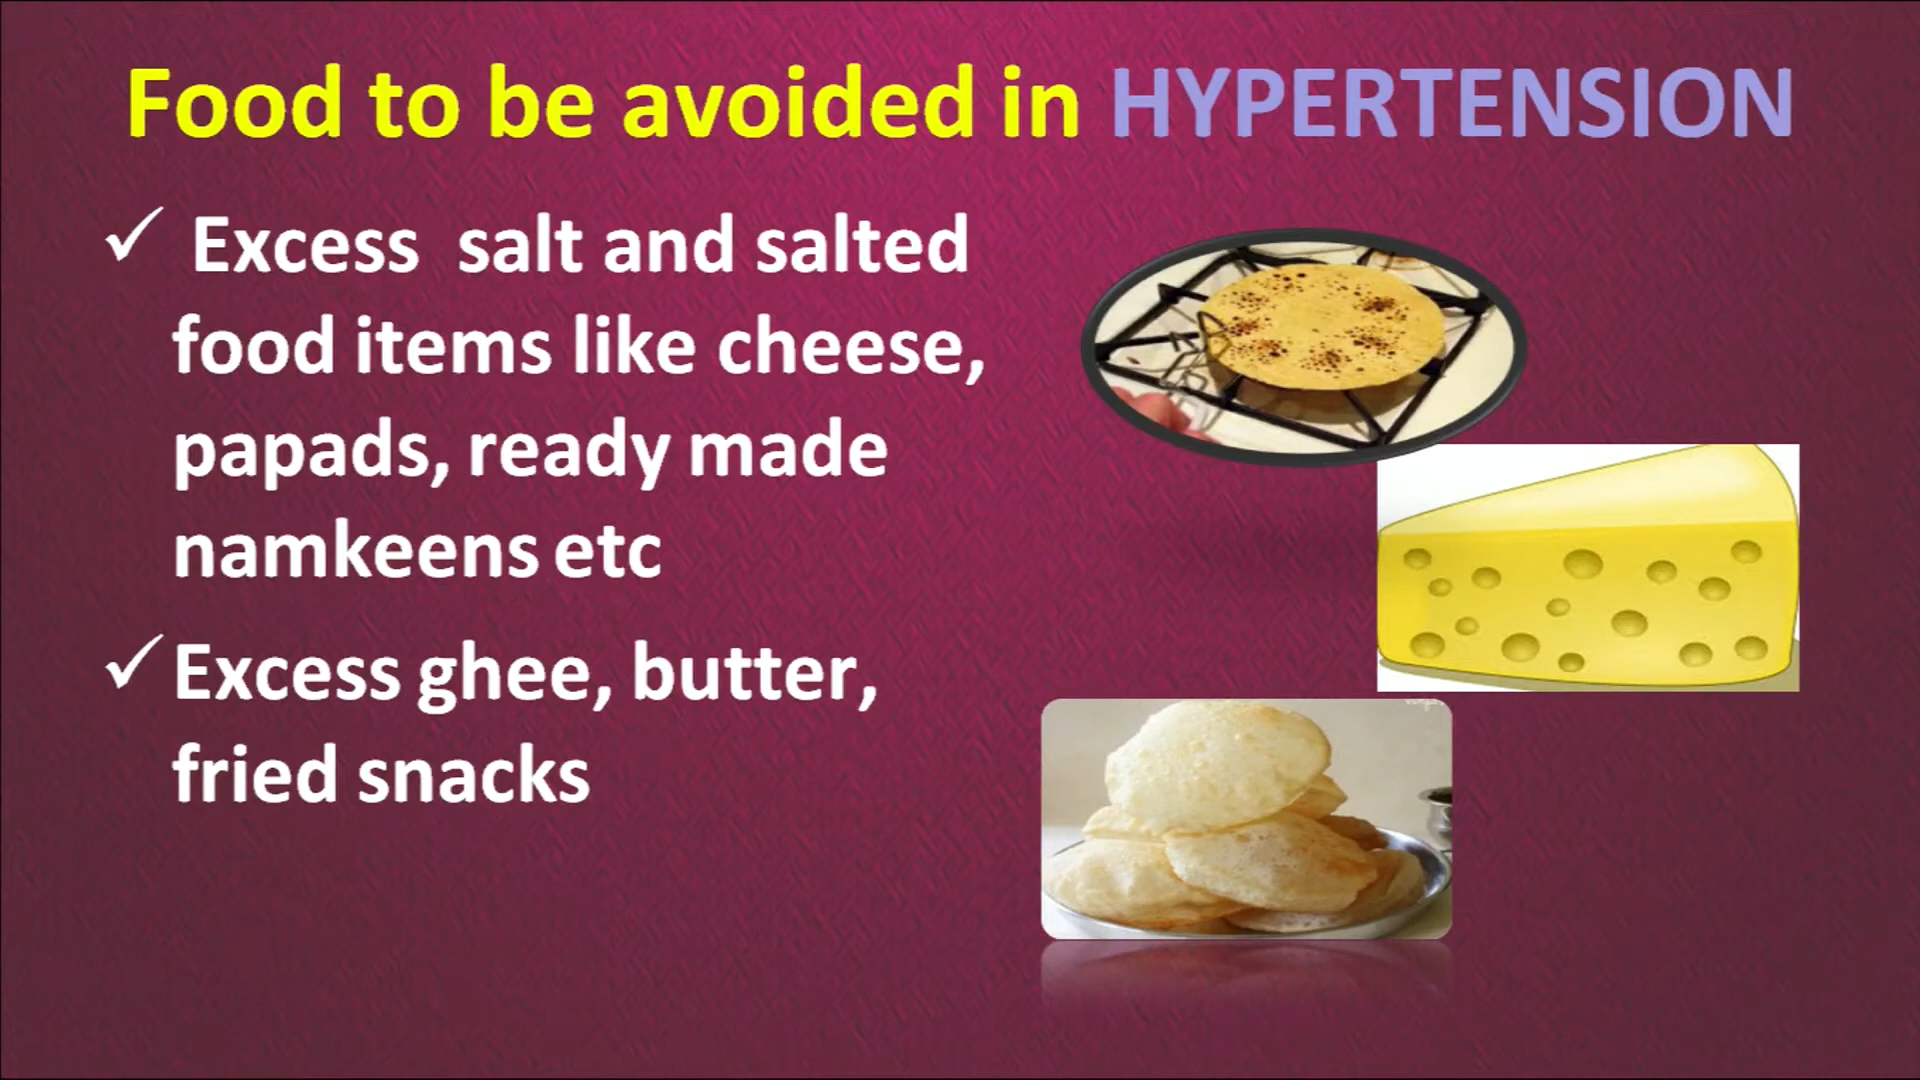 Food to be avoided in HYPERTENSION
✓ Excess salt and salted
food items like cheese,
papads, ready made
namkeens etc
✓ Excess ghee, butter,
fried snacks